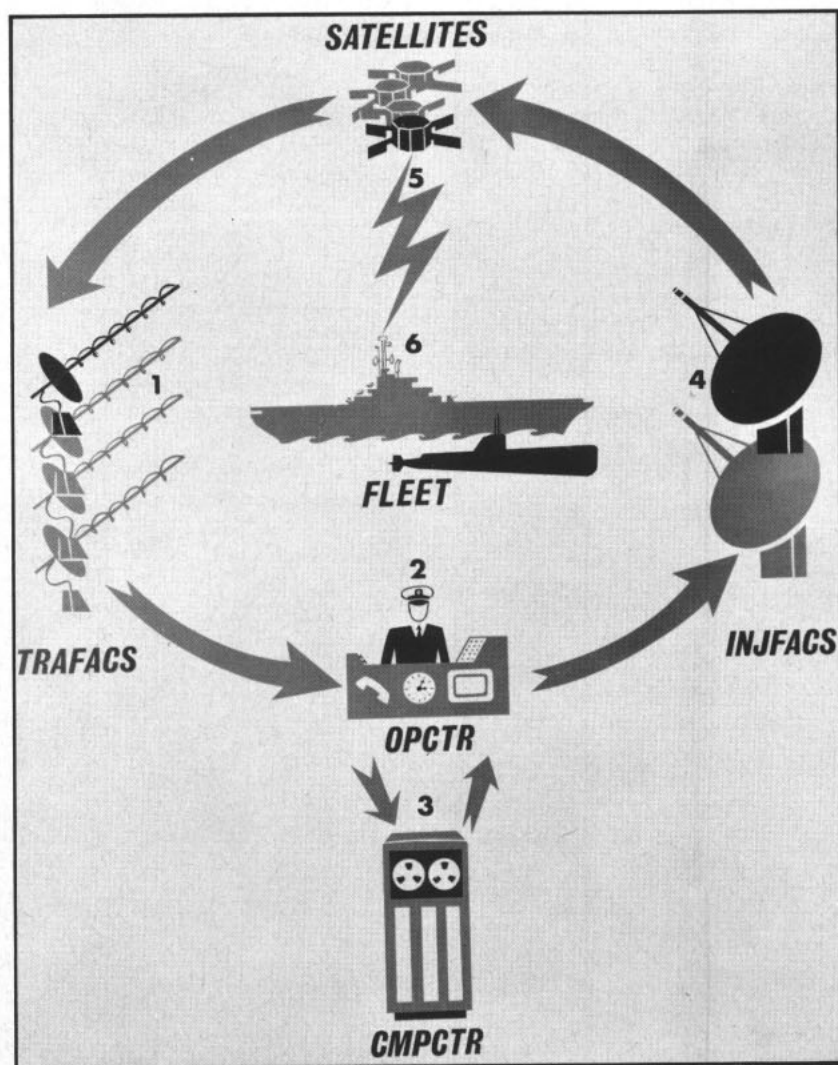 SATELLITES
5
6
1
4
FLEET
2
TRAFACS
INJFACS
OPCTR
3
CMPCTR